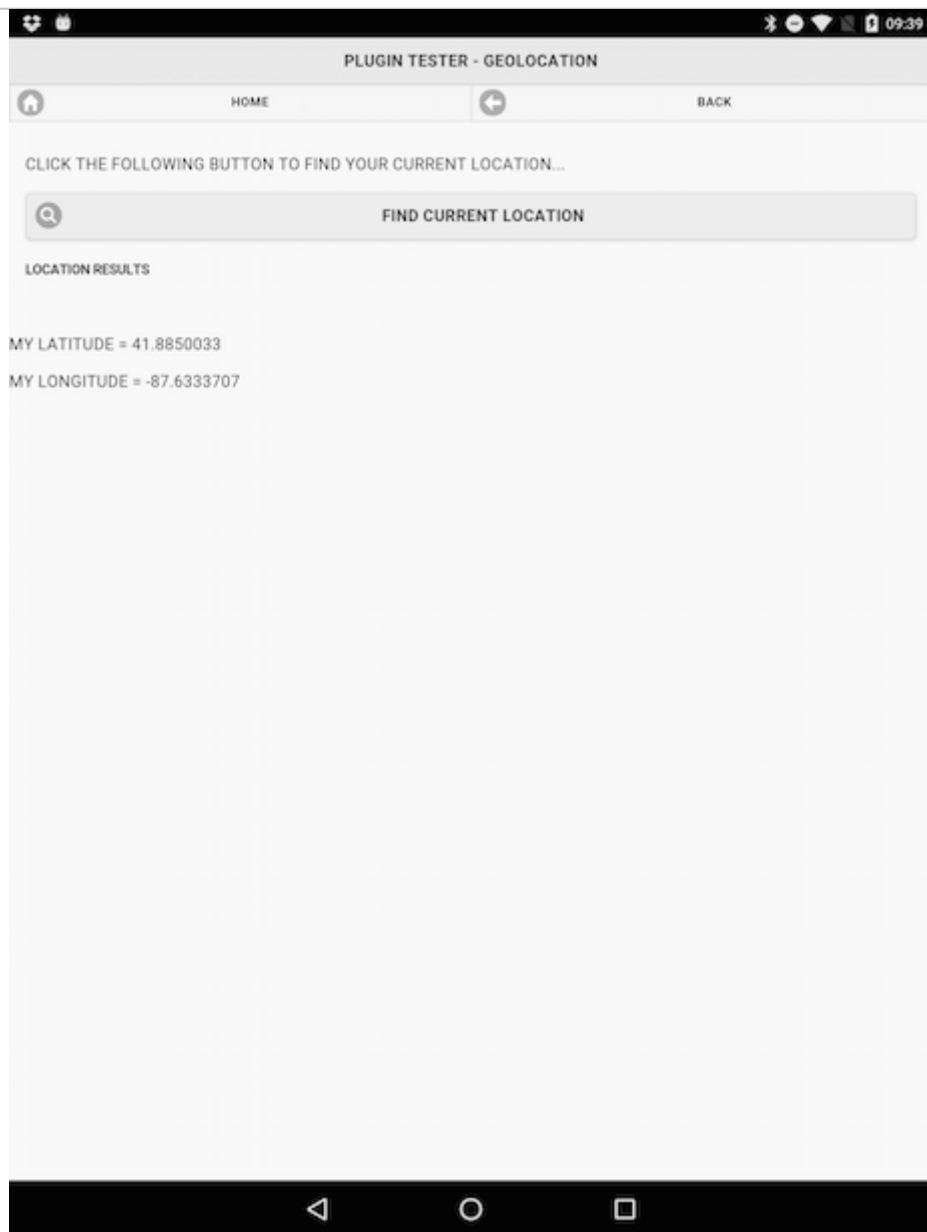 09:39
PLUGIN TESTER - GEOLOCATION
HOME BACK
CLICK THE FOLLOWING BUTTON TO FIND YOUR CURRENT LOCATION...
FIND CURRENT LOCATION
LOCATION RESULTS
MY LATITUDE = 41.8850033
MY LONGITUDE = -87.6333707